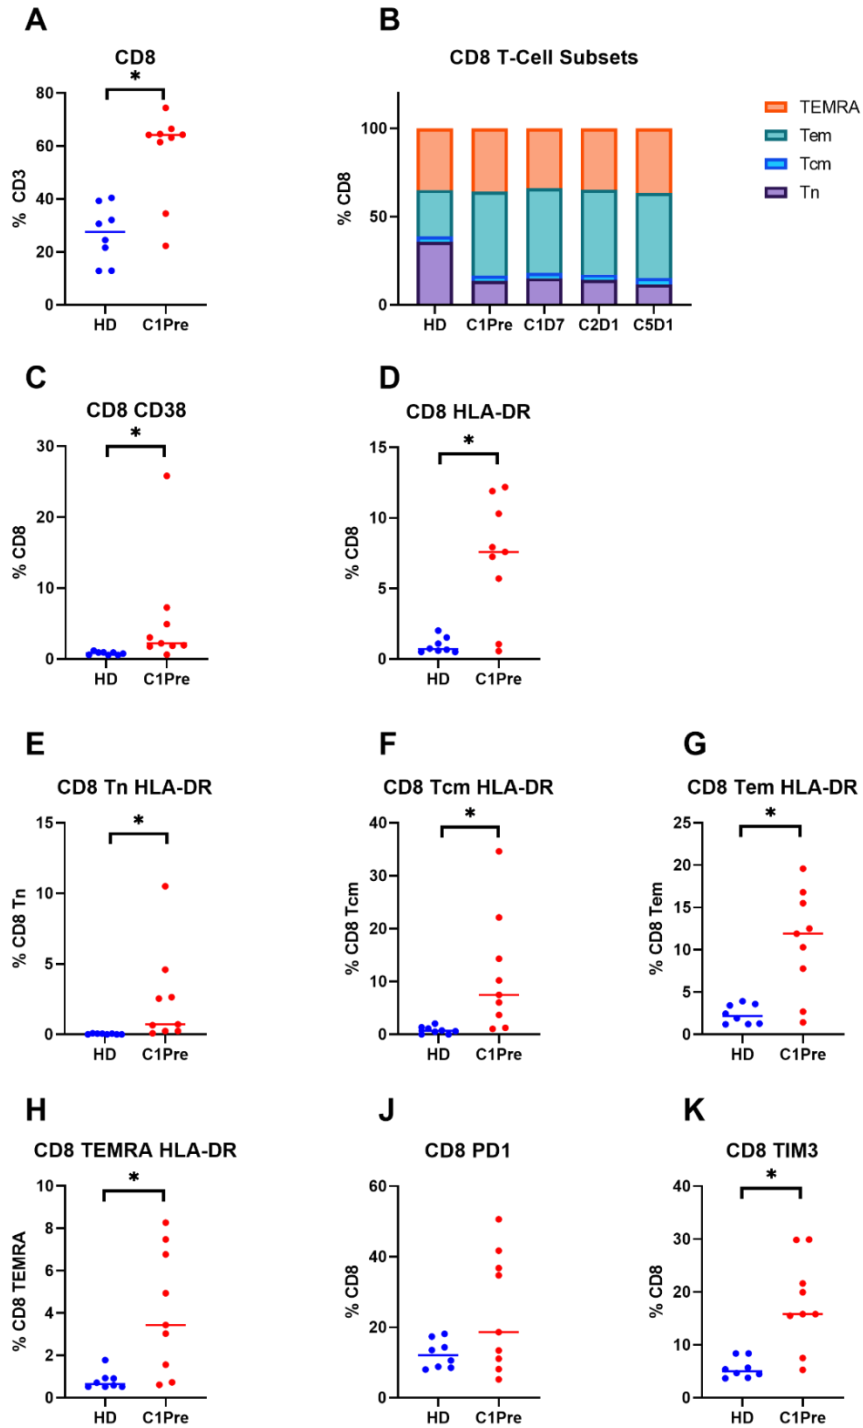 A
CD8
*
80
60
40
20
0
% CD3
HD
C1Pre
B
CD8 T-Cell Subsets
100
50
0
% CD8
HD
C1Pre
C1D7
C2D1
C5D1
TEMRA
Tem
Tcm
Tn
C
CD8 CD38
*
30
20
10
0
% CD8
HD
C1Pre
D
CD8 HLA-DR
*
15
10
5
0
% CD8
HD
C1Pre
E
CD8 Tn HLA-DR
*
15
10
5
0
% CD8 Tn
HD
C1Pre
F
CD8 Tcm HLA-DR
*
40
30
20
10
0
% CD8 Tcm
HD
C1Pre
G
CD8 Tem HLA-DR
*
25
20
15
10
5
0
% CD8 Tem
HD
C1Pre
H
CD8 TEMRA HLA-DR
*
10
8
6
4
2
0
% CD8 TEMRA
HD
C1Pre
J
CD8 PD1
60
40
20
0
% CD8
HD
C1Pre
K
CD8 TIM3
*
40
30
20
10
0
% CD8
HD
C1Pre